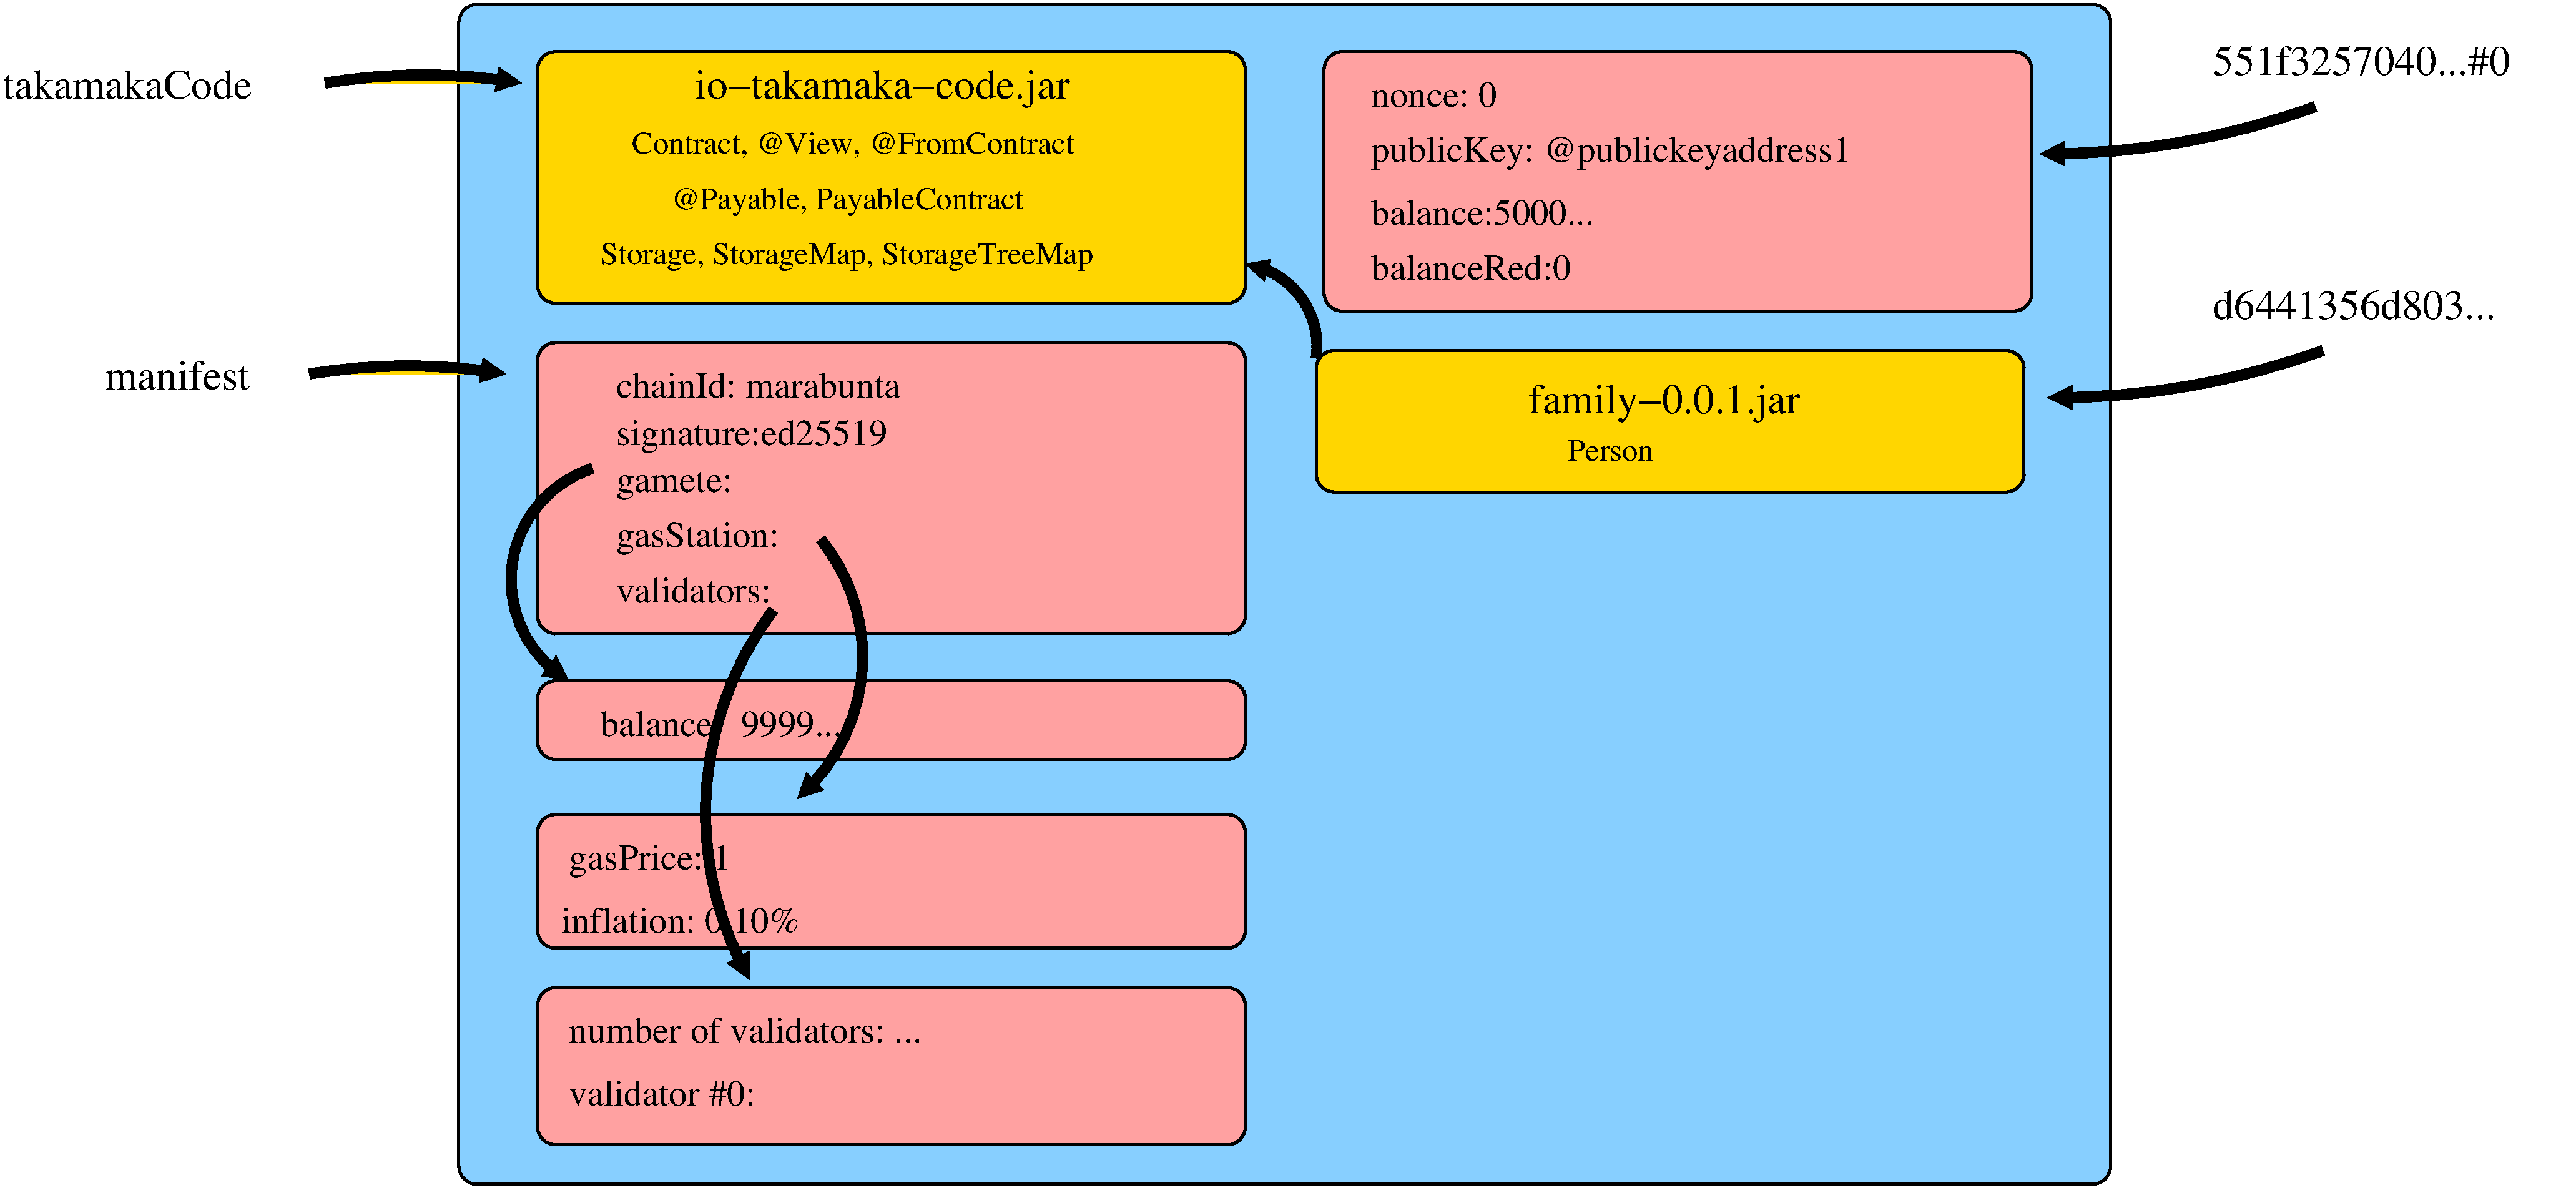 takamakaCode
io–takamaka–code.jar
Contract, @View, @FromContract
@Payable, PayableContract
Storage, StorageMap, StorageTreeMap
manifest
chainId: marabunta
signature:ed25519
gamete:
gasStation:
validators:
balance 9999...
gasPrice: 1
inflation: 0.10%
number of validators: ...
validator #0:
nonce: 0
publicKey: @publickeyaddress1
balance:5000...
balanceRed:0
551f3257040...#0
family–0.0.1.jar
Person
d6441356d803...